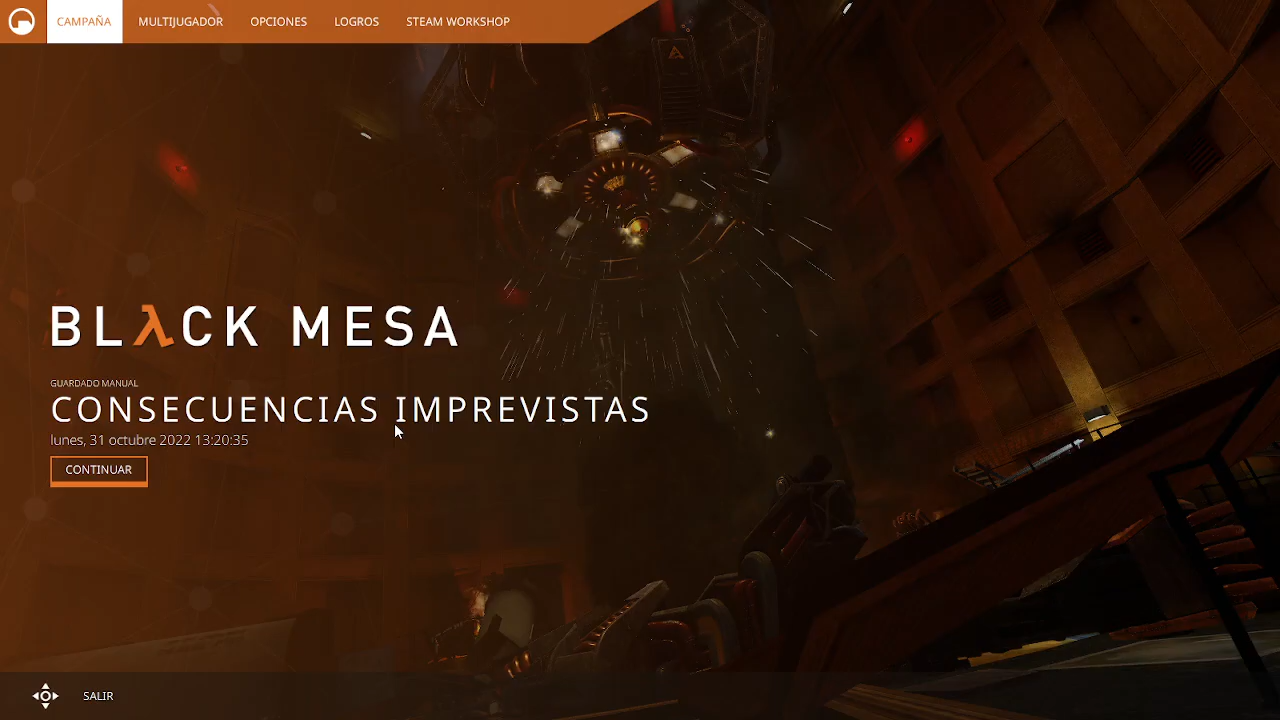 CAMPAÑA MULTIJUGADOR OPCIONES LOGROS STEAM WORKSHOP
BLλCK MESA
GUARDADO MANUAL
CONSECUENCIAS IMPREVISTAS
lunes, 31 octubre 2022 13:20:35
CONTINUAR
SALIR